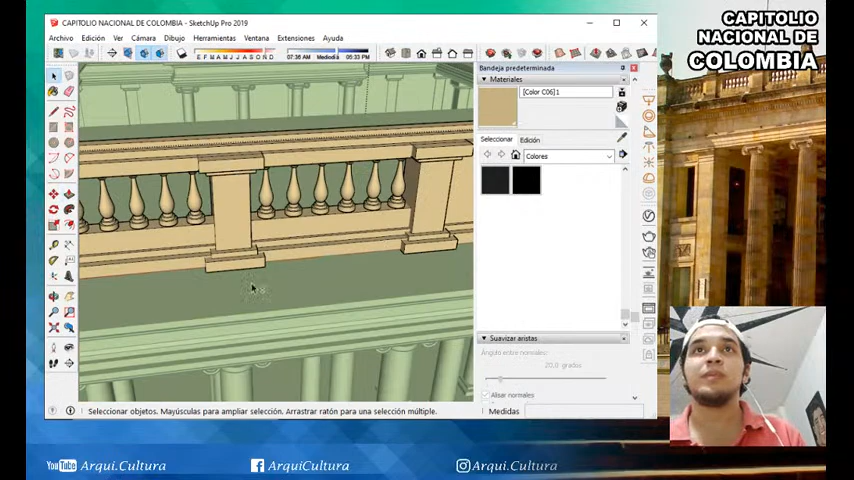 CAPITOLIO NACIONAL DE COLOMBIA - SketchUp Pro 2019
Archivo Edición Ver Cámara Dibujo Herramientas Ventana Extensiones Ayuda
E F M A M J J A S O N D
07:36 AM Mediodía 05:33 PM
Bandeja predeterminada
Materiales
[Color C06]1
Seleccionar Edición
Colores
Suavizar aristas
Ángulo entre normales:
20,0 grados
Alisar normales
Seleccionar objetos. Mayúsculas para ampliar selección. Arrastrar ratón para una selección múltiple.
Medidas
CAPITOLIO
NACIONAL DE
COLOMBIA
YouTube Arqui.Cultura
ArquiCultura
Arqui.Cultura